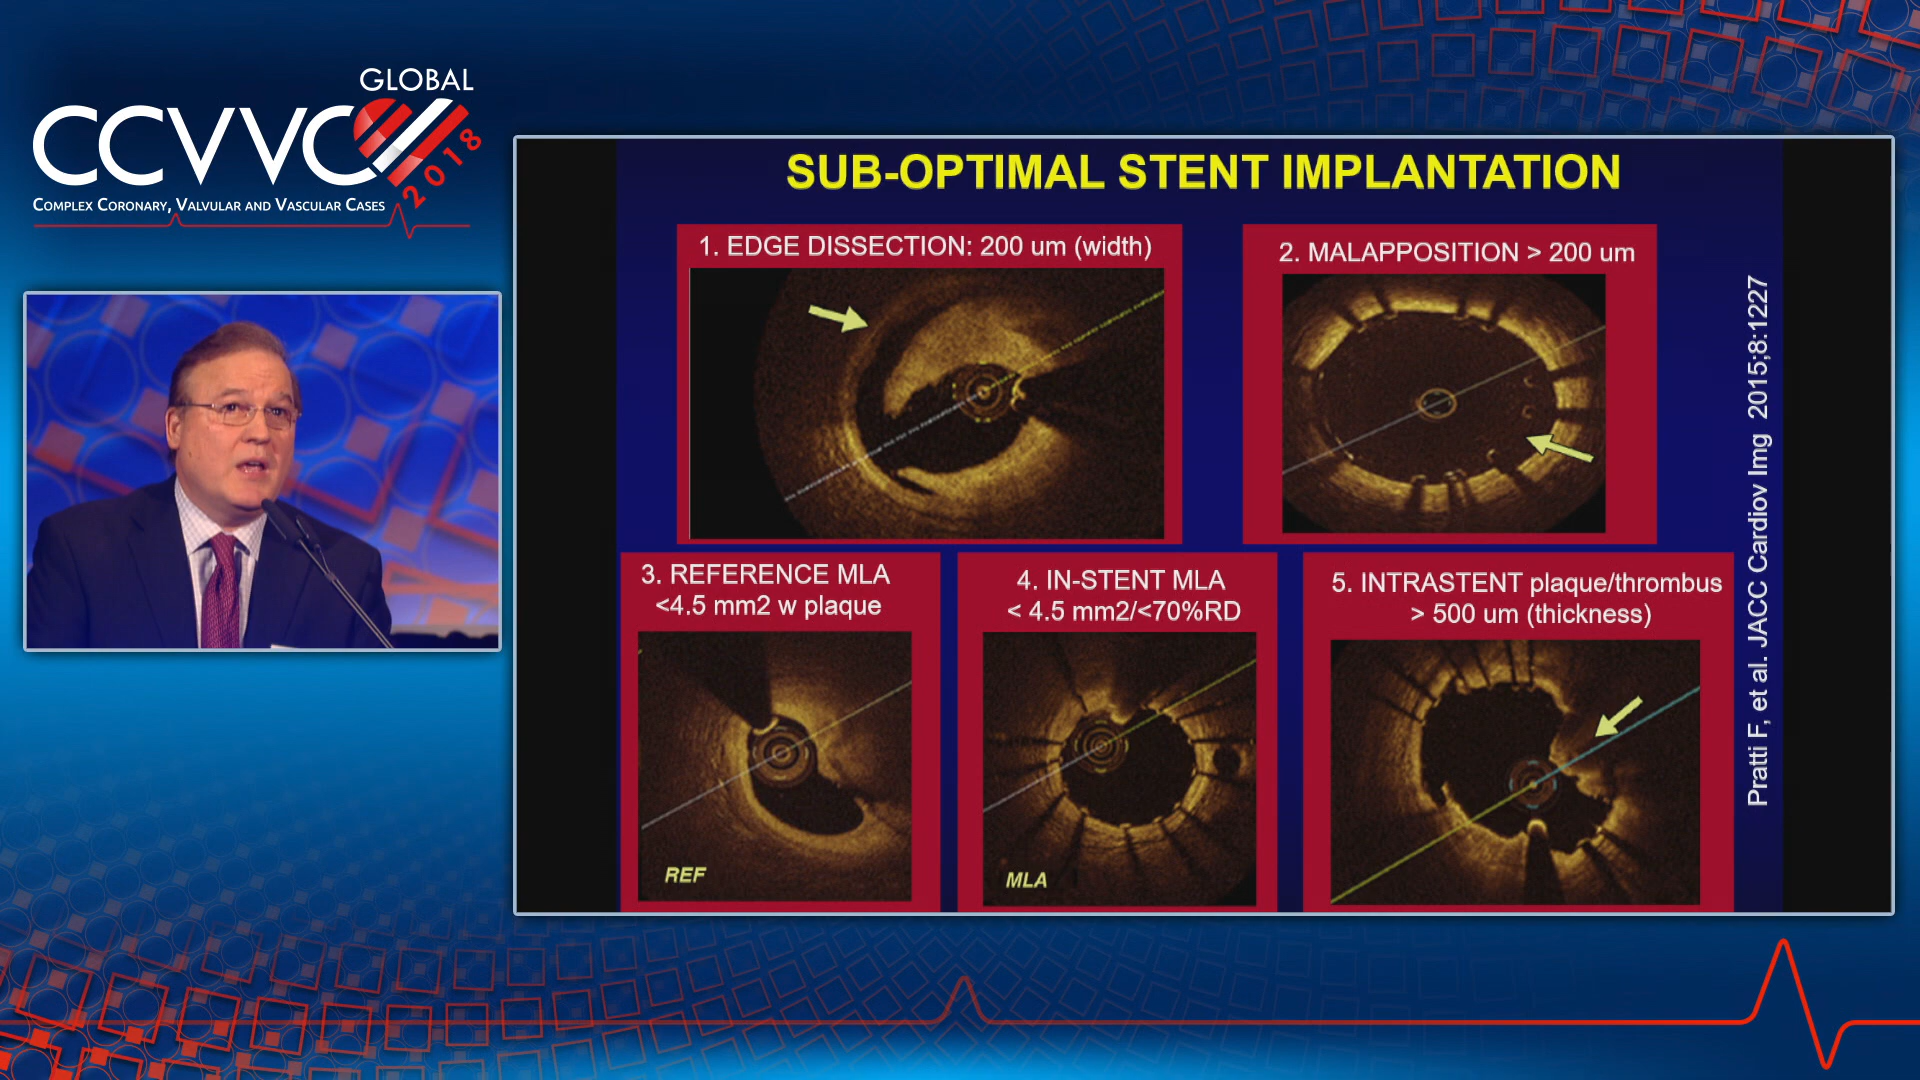 GLOBAL
CCVVC
2018
COMPLEX CORONARY, VALVULAR AND VASCULAR CASES
SUB-OPTIMAL STENT IMPLANTATION
1. EDGE DISSECTION: 200 um (width)
2. MALAPPOSITION > 200 um
3. REFERENCE MLA
<4.5 mm2 w plaque
REF
4. IN-STENT MLA
< 4.5 mm2/<70%RD
MLA
5. INTRASTENT plaque/thrombus
> 500 um (thickness)
Pratti F, et al. JACC Cardiov Img 2015;8:1227